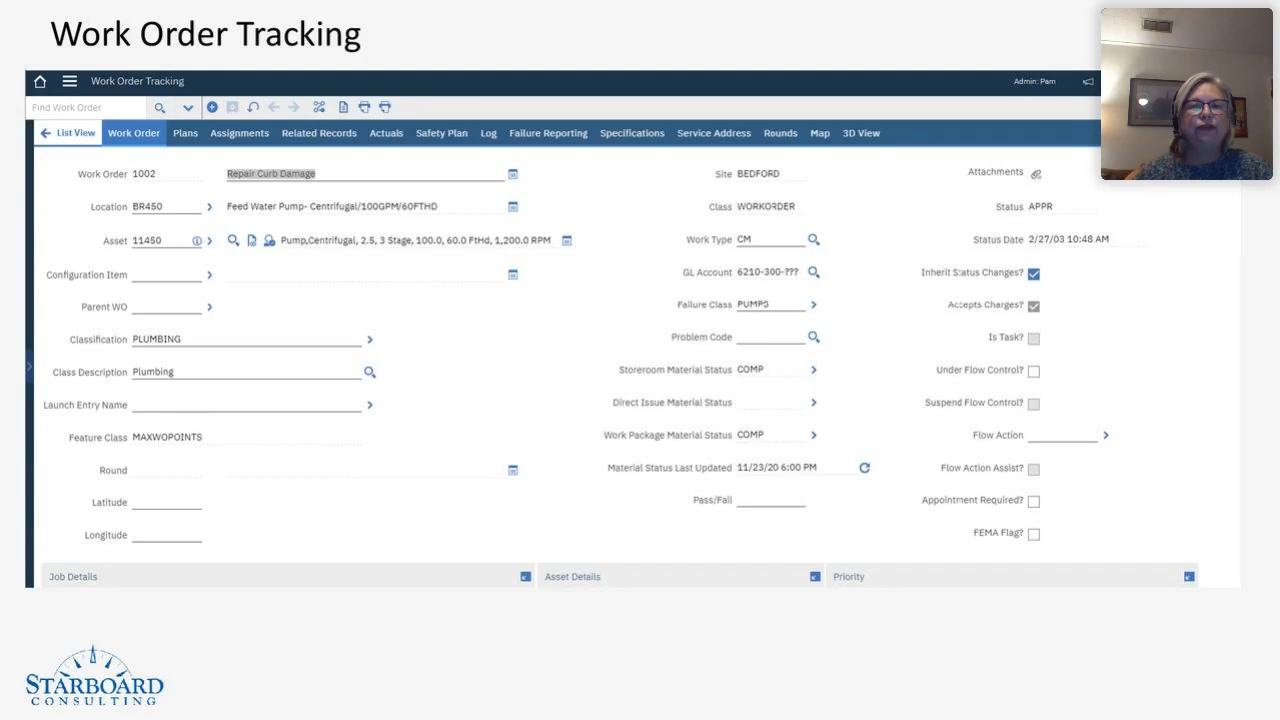 Work Order Tracking
Work Order Tracking
Admin: Pam
Find Work Order
List View Work Order Plans Assignments Related Records Actuals Safety Plan Log Failure Reporting Specifications Service Address Rounds Map 3D View
Work Order 1002 Repair Curb Damage Site BEDFORD Attachments
Location BR450 Feed Water Pump- Centrifugal/100GPM/60FTHD Class WORKORDER Status APPR
Asset 11450 Pump,Centrifugal, 2.5, 3 Stage, 100.0, 60.0 FtHd, 1,200.0 RPM Work Type CM Status Date 2/27/03 10:48 AM
Configuration Item GL Account 6210-300-??? Inherit Status Changes?
Parent WO Failure Class PUMPS Accepts Charges?
Classification PLUMBING Problem Code Is Task?
Class Description Plumbing Storeroom Material Status COMP Under Flow Control?
Launch Entry Name Direct Issue Material Status Suspend Flow Control?
Feature Class MAXWOPOINTS Work Package Material Status COMP Flow Action
Round Material Status Last Updated 11/23/20 6:00 PM Flow Action Assist?
Latitude Pass/Fail Appointment Required?
Longitude FEMA Flag?
Job Details Asset Details Priority
STARBOARD
CONSULTING